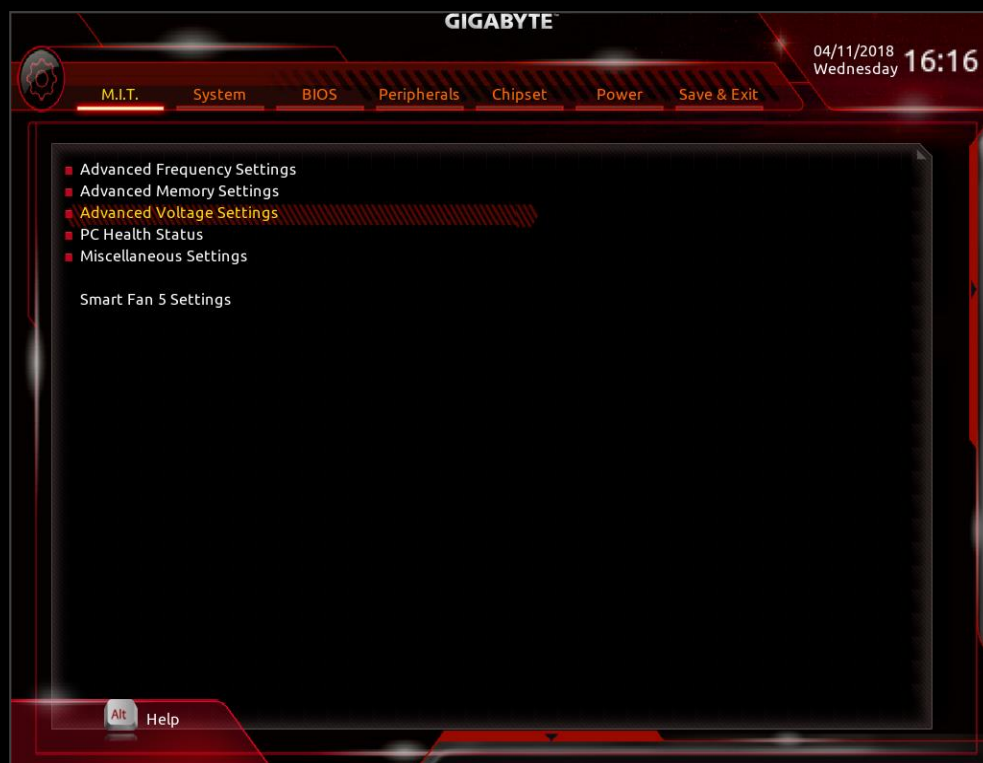 GIGABYTE™
04/11/2018
Wednesday 16:16
M.I.T. System BIOS Peripherals Chipset Power Save & Exit
Advanced Frequency Settings
Advanced Memory Settings
Advanced Voltage Settings
PC Health Status
Miscellaneous Settings
Smart Fan 5 Settings
Alt Help